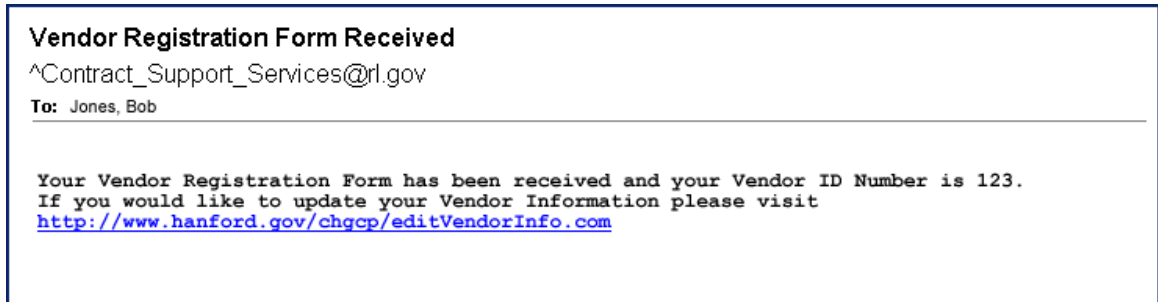 Vendor Registration Form Received
^Contract_Support_Services@rl.gov
To: Jones, Bob
Your Vendor Registration Form has been received and your Vendor ID Number is 123.
If you would like to update your Vendor Information please visit
http://www.hanford.gov/chgcp/editVendorInfo.com